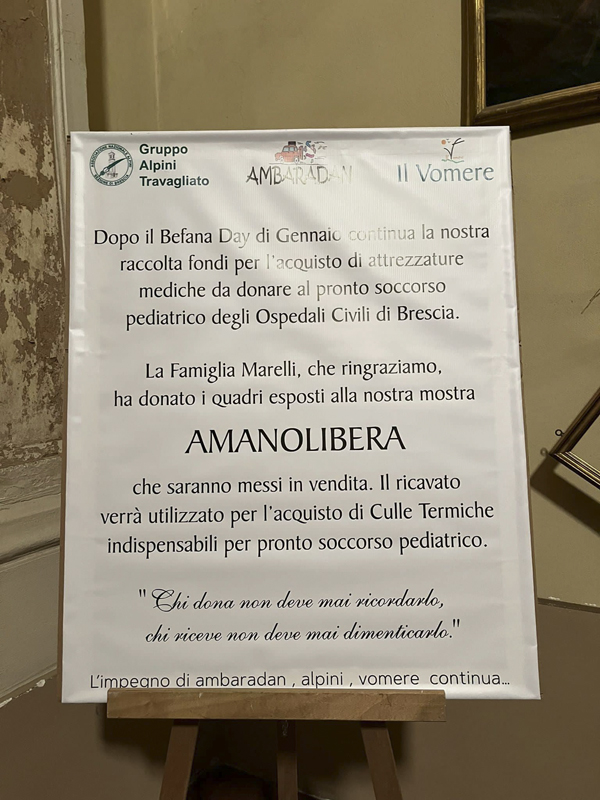 Gruppo
Alpini
Travagliato
AMBARADAN
Il Vomere
Dopo il Befana Day di Gennaio continua la nostra
raccolta fondi per l'acquisto di attrezzature
mediche da donare al pronto soccorso
pediatrico degli Ospedali Civili di Brescia.
La Famiglia Marelli, che ringraziamo,
ha donato i quadri esposti alla nostra mostra
AMANOLIBERA
che saranno messi in vendita. Il ricavato
verrà utilizzato per l'acquisto di Culle Termiche
indispensabili per pronto soccorso pediatrico.
"Chi dona non deve mai ricordarlo,
chi riceve non deve mai dimenticarlo."
L'impegno di ambaradan , alpini , vomere continua...